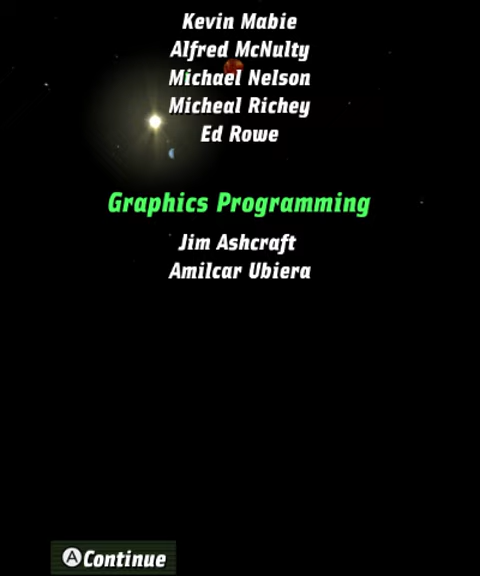 Kevin Mabie
Alfred McNulty
Michael Nelson
Micheal Richey
Ed Rowe
Graphics Programming
Jim Ashcraft
Amilcar Ubiera
A Continue